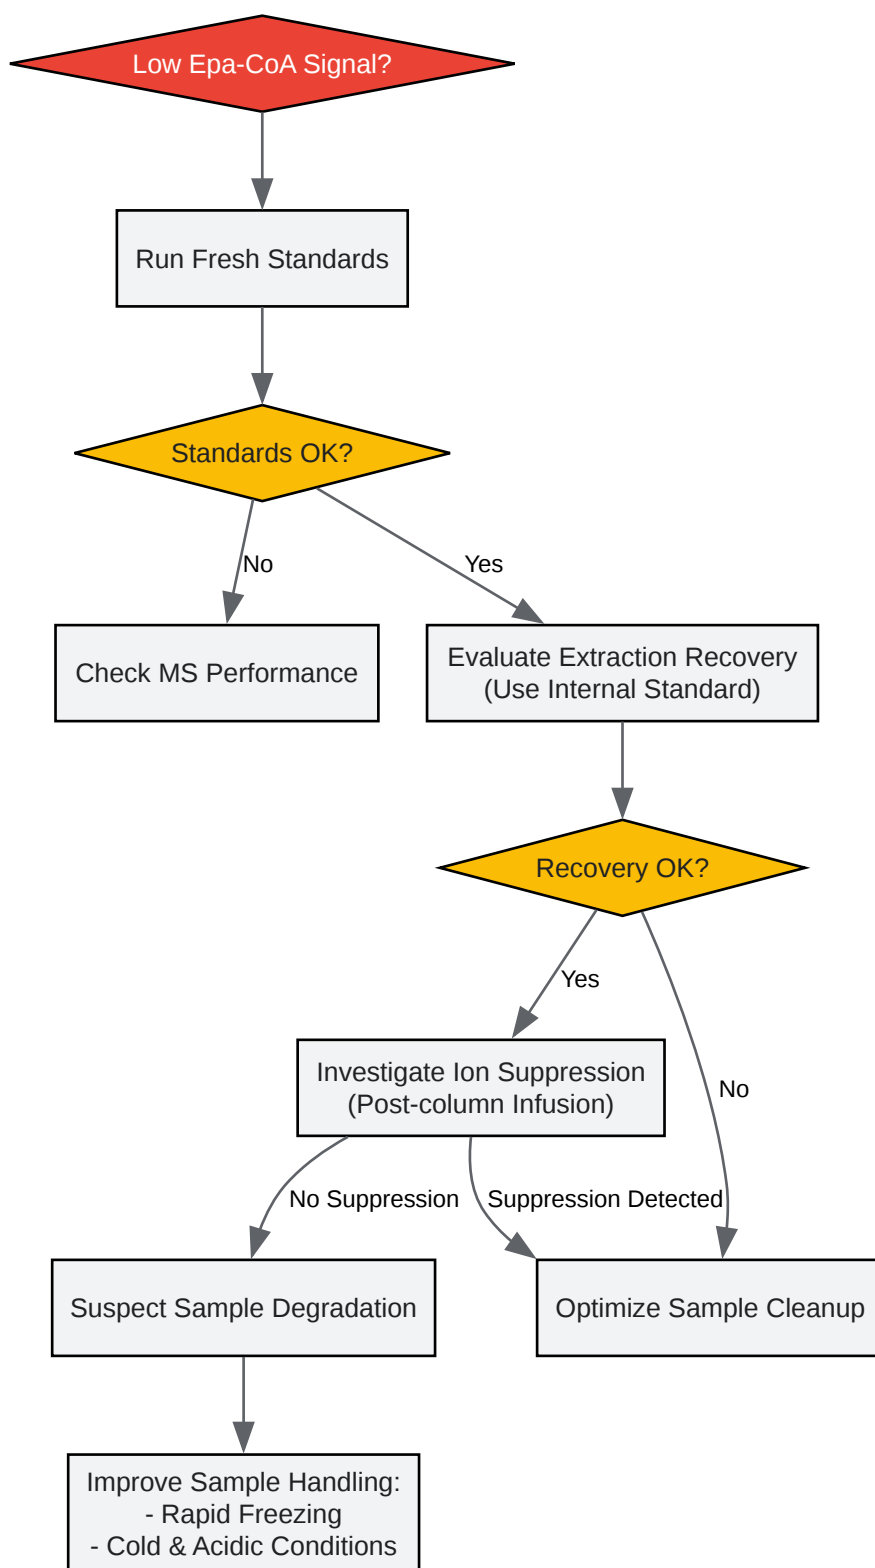 Low Epa-CoA Signal?
Run Fresh Standards
Standards OK?
No
Yes
Check MS Performance
Evaluate Extraction Recovery
(Use Internal Standard)
Recovery OK?
Yes
No
Investigate Ion Suppression
(Post-column Infusion)
No Suppression
Suppression Detected
Suspect Sample Degradation
Optimize Sample Cleanup
Improve Sample Handling:
- Rapid Freezing
- Cold & Acidic Conditions